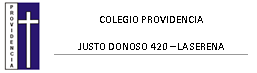 PROVIDENCIA
COLEGIO PROVIDENCIA
JUSTO DONOSO 420 – LA SERENA